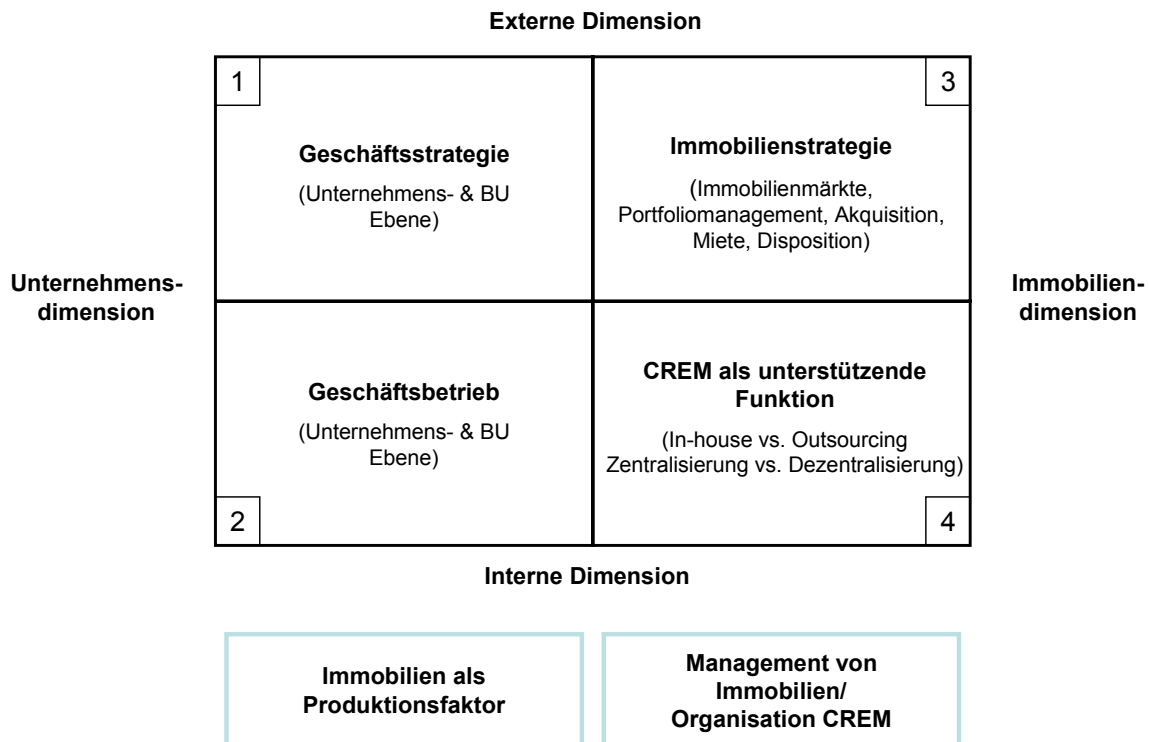 Externe Dimension
1
Geschäftsstrategie
(Unternehmens- & BU
Ebene)
3
Immobilienstrategie
(Immobilienmärkte,
Portfoliomanagement, Akquisition,
Miete, Disposition)
Unternehmens-
dimension
Immobilien-
dimension
Geschäftsbetrieb
(Unternehmens- & BU
Ebene)
2
CREM als unterstützende
Funktion
(In-house vs. Outsourcing
Zentralisierung vs. Dezentralisierung)
4
Interne Dimension
Immobilien als
Produktionsfaktor
Management von
Immobilien/
Organisation CREM